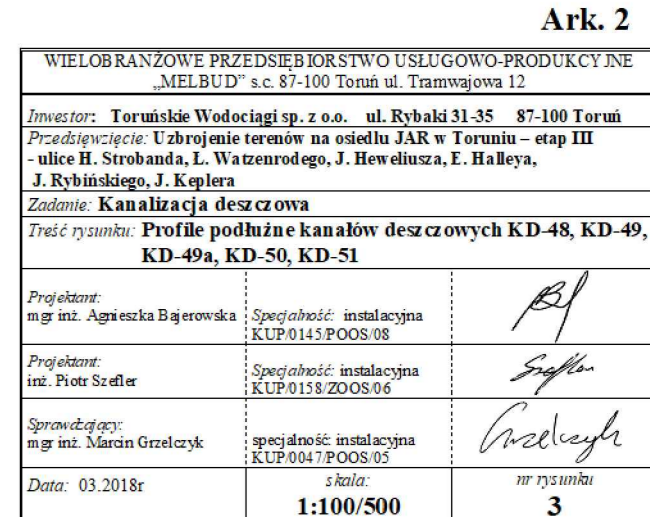 Ark. 2
WIELOBRANŻOWE PRZEDSIĘBIORSTWO USŁUGOWO-PRODUKCYJNE
„MELBUD” s.c. 87-100 Toruń ul. Tramwajowa 12
Inwestor: Toruńskie Wodociągi sp. z o.o. ul. Rybaki 31-35 87-100 Toruń
Przedsięwzięcie: Uzbrojenie terenów na osiedlu JAR w Toruniu – etap III
- ulice H. Strobanda, Ł. Watzenrodego, J. Heweliusza, E. Halleya,
J. Rybińskiego, J. Keplera
Zadanie: Kanalizacja deszczowa
Treść rysunku: Profile podłużne kanałów deszczowych KD-48, KD-49,
KD-49a, KD-50, KD-51
Projektant:
mgr inż. Agnieszka Bajerowska Specjalność: instalacyjna
KUP/0145/POOS/08
Projektant:
inż. Piotr Szefler Specjalność: instalacyjna
KUP/0158/ZOOS/06
Szefler
Sprawdzający:
mgr inż. Marcin Grzelczyk specjalność: instalacyjna
KUP/0047/POOS/05
Grzelczyk
Data: 03.2018r skala: nr rysunku
1:100/500 3